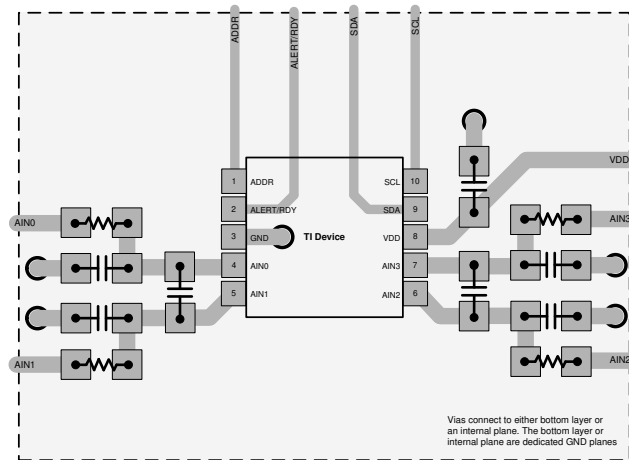 ADDR
ALERT/RDY
SDA
SCL
1 ADDR
SCL 10
VDD
2 ALERT/RDY
SDA 9
AIN0
AIN3
3 GND
TI Device
VDD 8
4 AIN0
AIN3 7
5 AIN1
AIN2 6
AIN1
AIN2
Vias connect to either bottom layer or
an internal plane. The bottom layer or
internal plane are dedicated GND planes